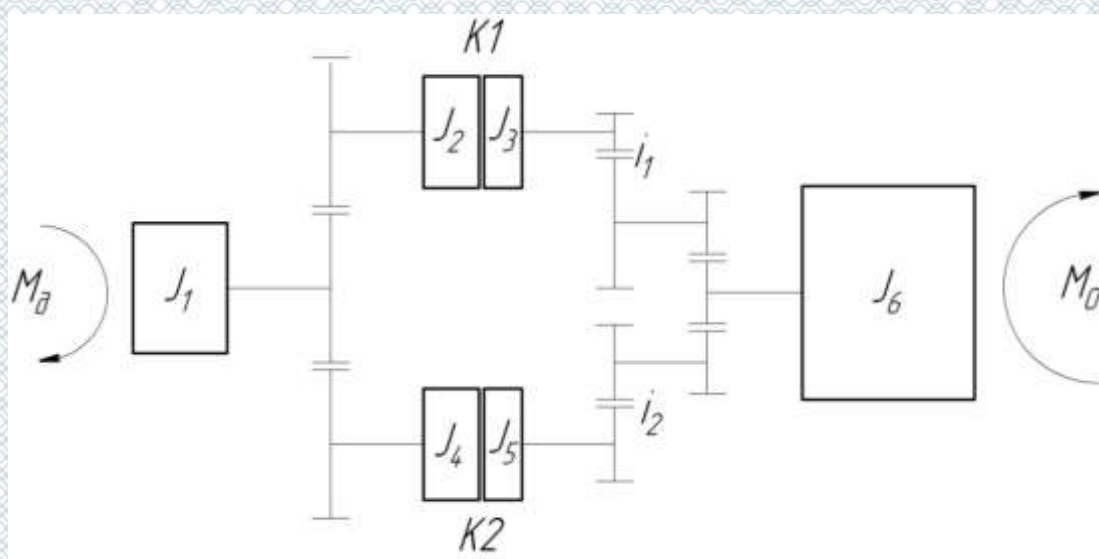 K1
J₂ J₃
i₁
Mд J₁ J₆ M₀
i₂
J₄ J₅
K2